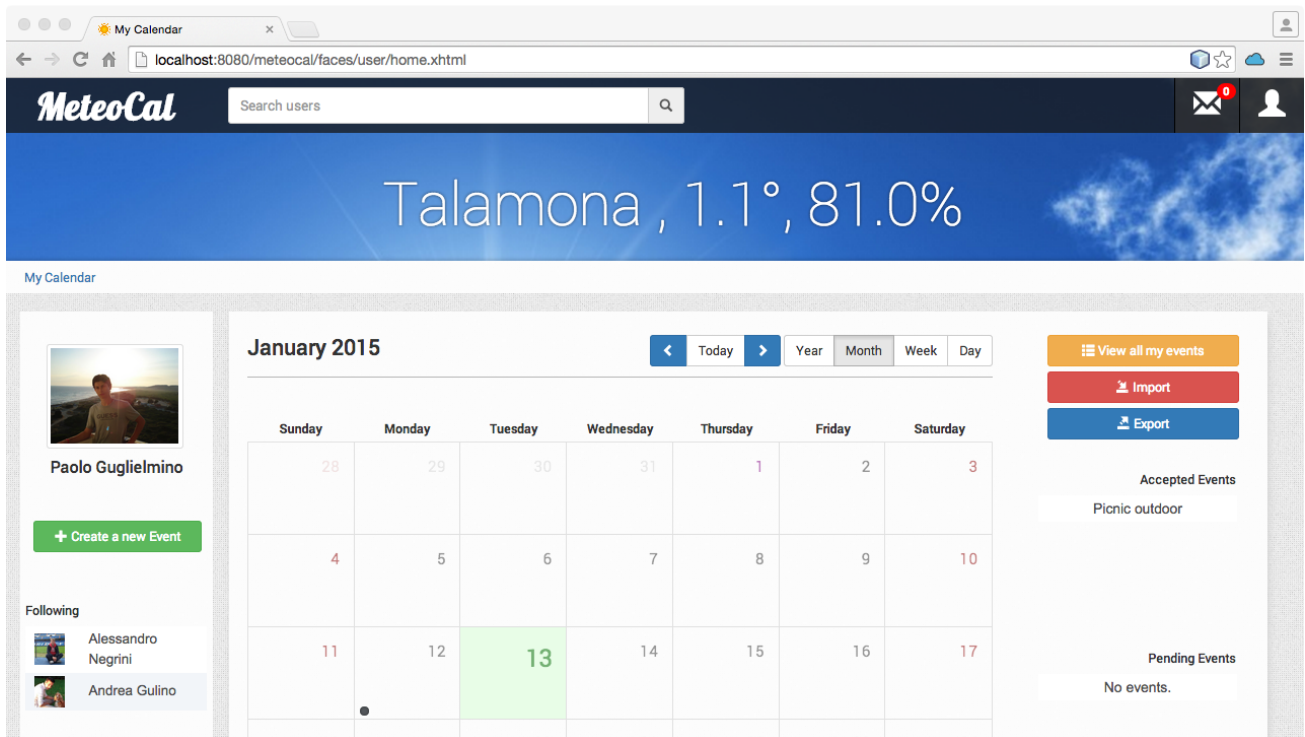 My Calendar
localhost:8080/meteocal/faces/user/home.xhtml
MeteoCal
Search users
0
Talamona , 1.1°, 81.0%
My Calendar
Paolo Guglielmino
+ Create a new Event
Following
Alessandro
Negrini
Andrea Gulino
January 2015
Today
Year Month Week Day
Sunday Monday Tuesday Wednesday Thursday Friday Saturday
28 29 30 31 1 2 3
4 5 6 7 8 9 10
11 12 13 14 15 16 17
View all my events
Import
Export
Accepted Events
Picnic outdoor
Pending Events
No events.